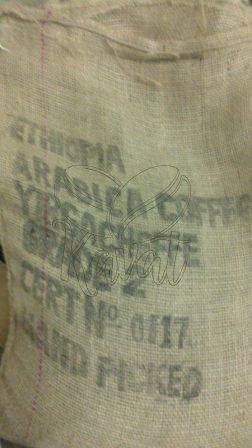 ETHIOPIA
ARABICA COFFEE
YIRGACHEFFE
GRADE 2
CERT Nº 0117
HAND PICKED